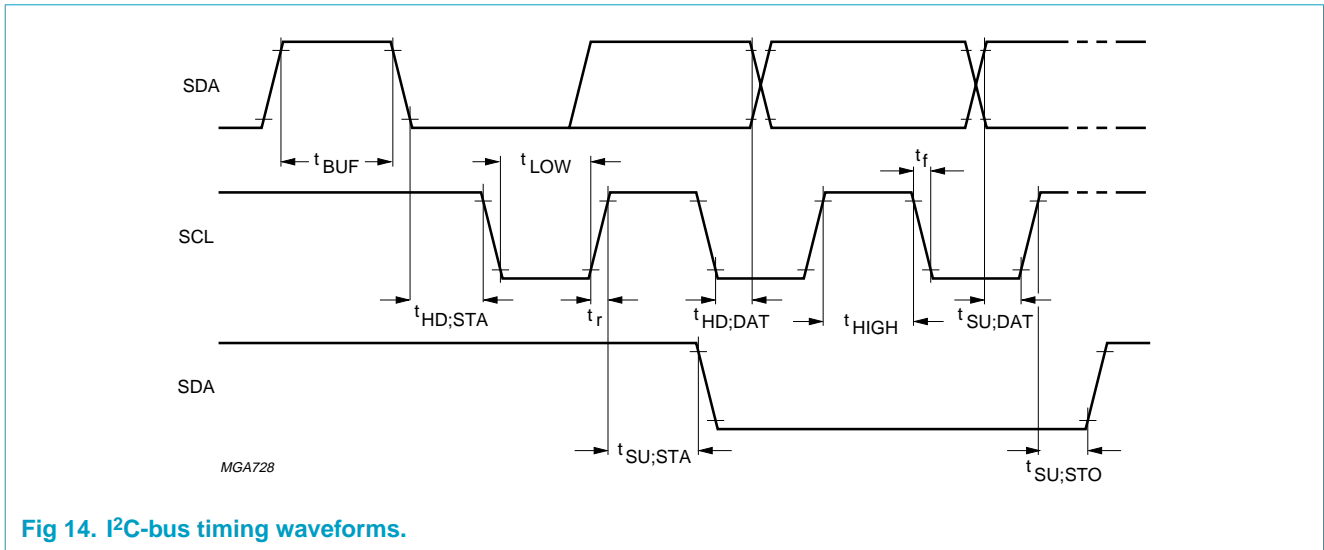 SDA
t BUF
t LOW
t f
SCL
t HD;STA
t r
t HD;DAT
t HIGH
t SU;DAT
SDA
t SU;STA
t SU;STO
MGA728
Fig 14. I²C-bus timing waveforms.